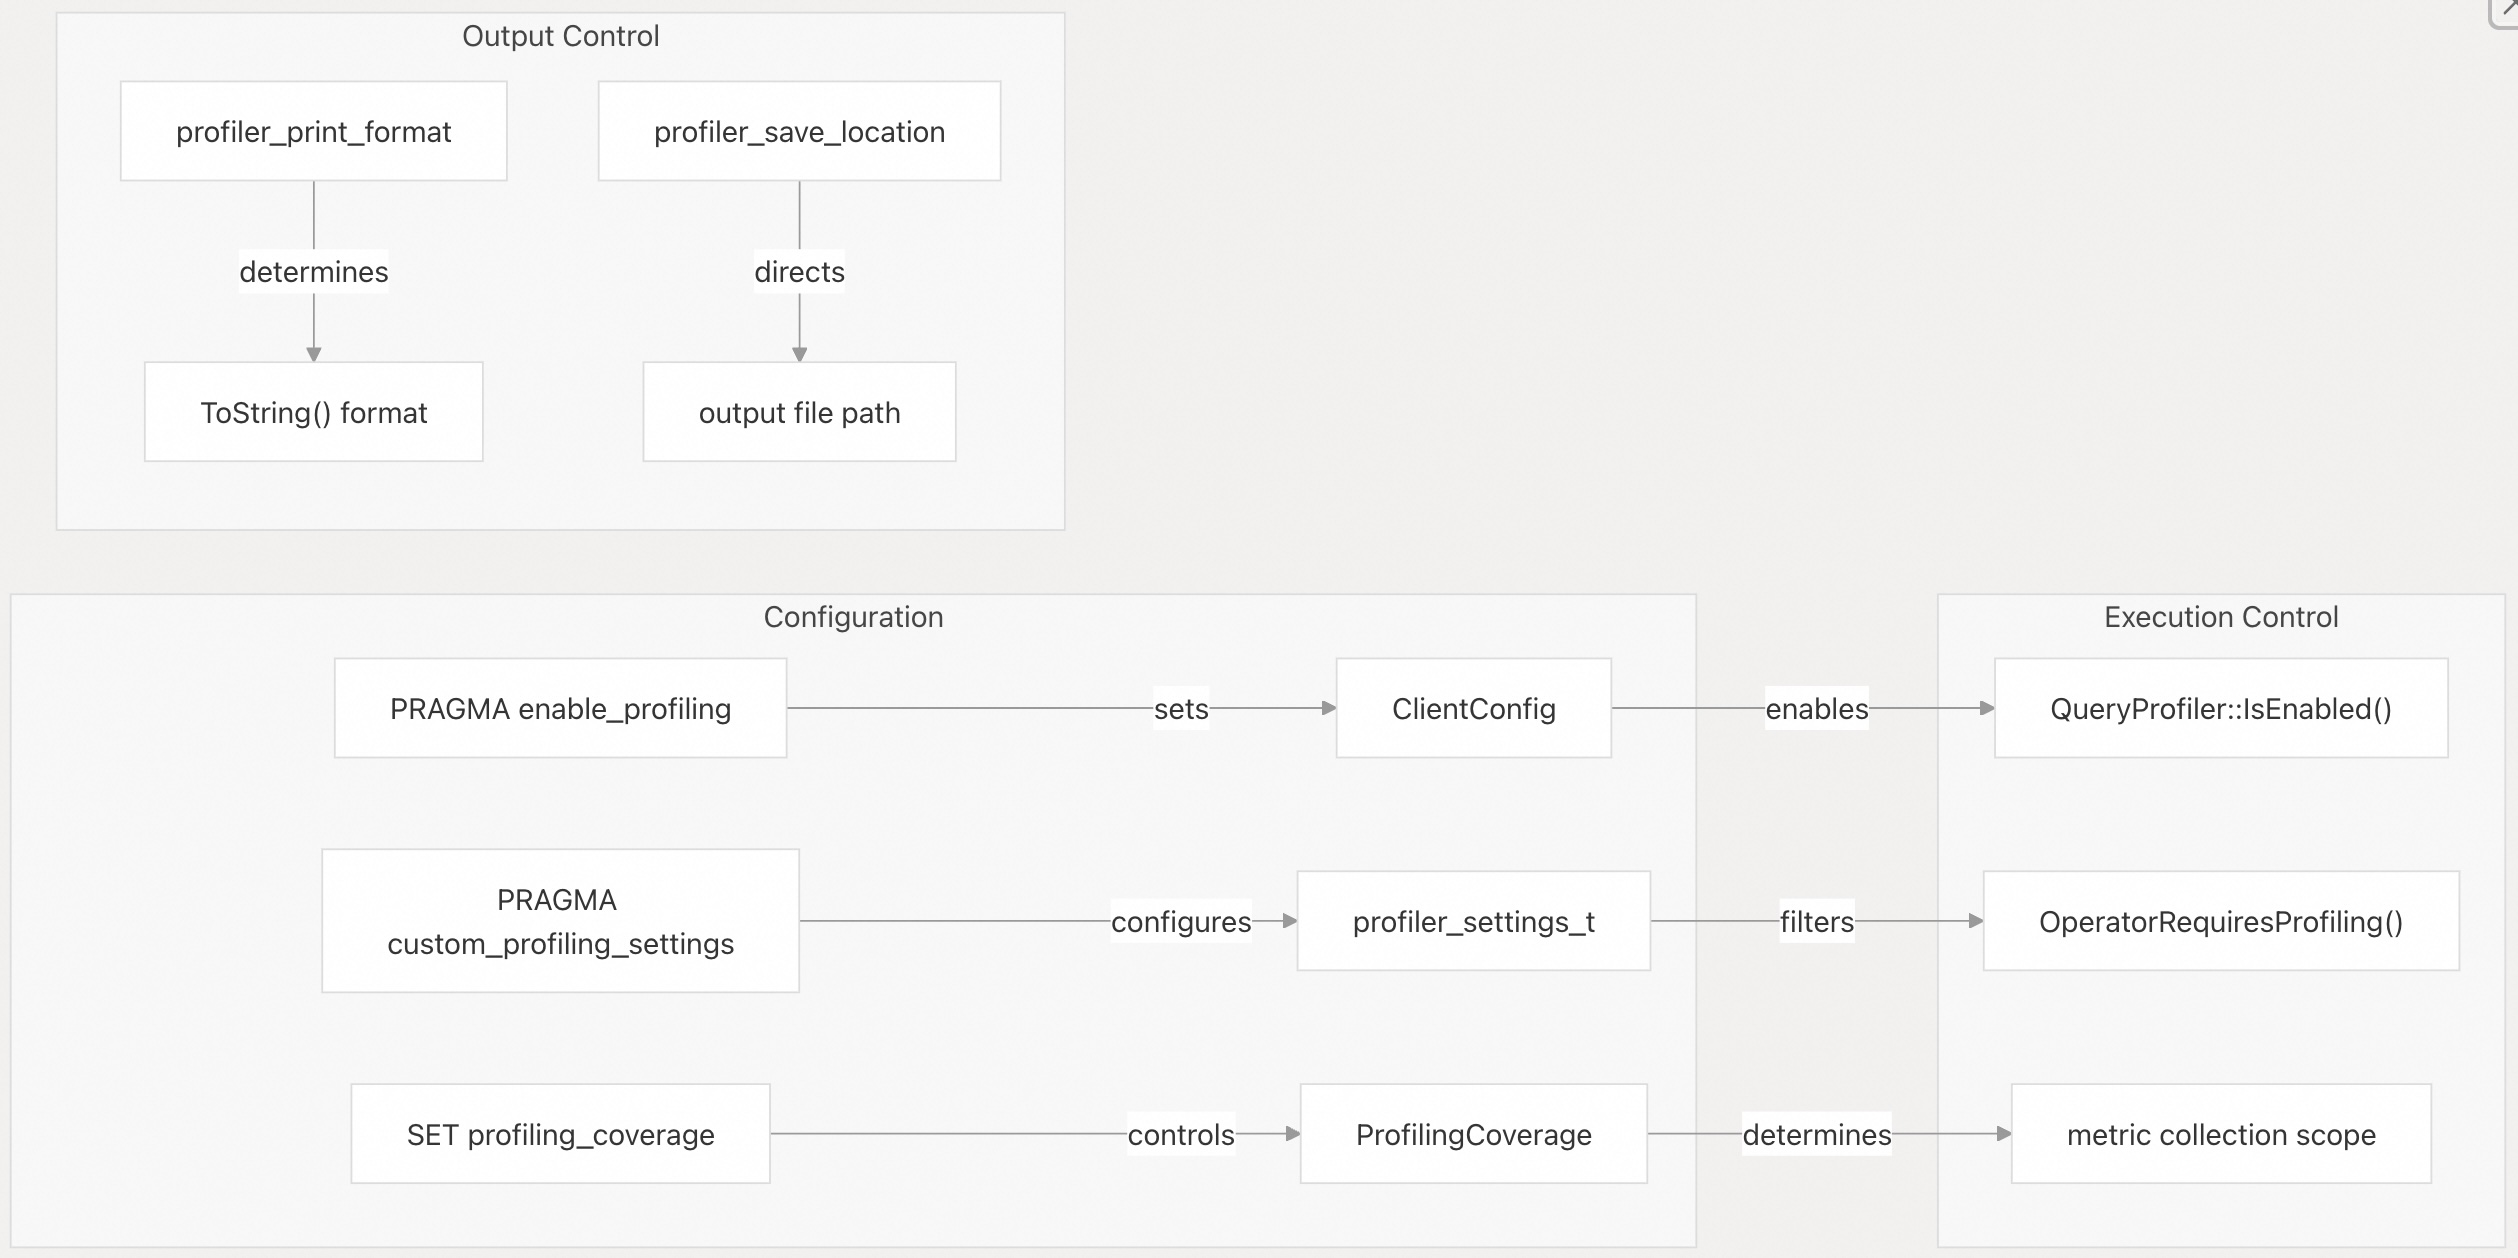 Output Control
profiler_print_format
profiler_save_location
determines
directs
ToString() format
output file path
Configuration
Execution Control
PRAGMA enable_profiling
sets
ClientConfig
enables
QueryProfiler::IsEnabled()
PRAGMA
custom_profiling_settings
configures
profiler_settings_t
filters
OperatorRequiresProfiling()
SET profiling_coverage
controls
ProfilingCoverage
determines
metric collection scope